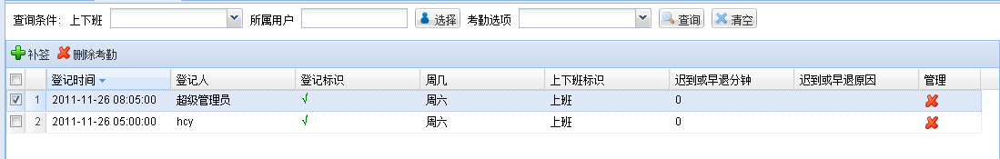 查询条件： 上下班 所属用户 选择 考勤选项 查询 清空
补签 删除考勤
登记时间 登记人 登记标识 周几 上下班标识 迟到或早退分钟 迟到或早退原因 管理
1 2011-11-26 08:05:00 超级管理员 √ 周六 上班 0
2 2011-11-26 05:00:00 hcy √ 周六 上班 0